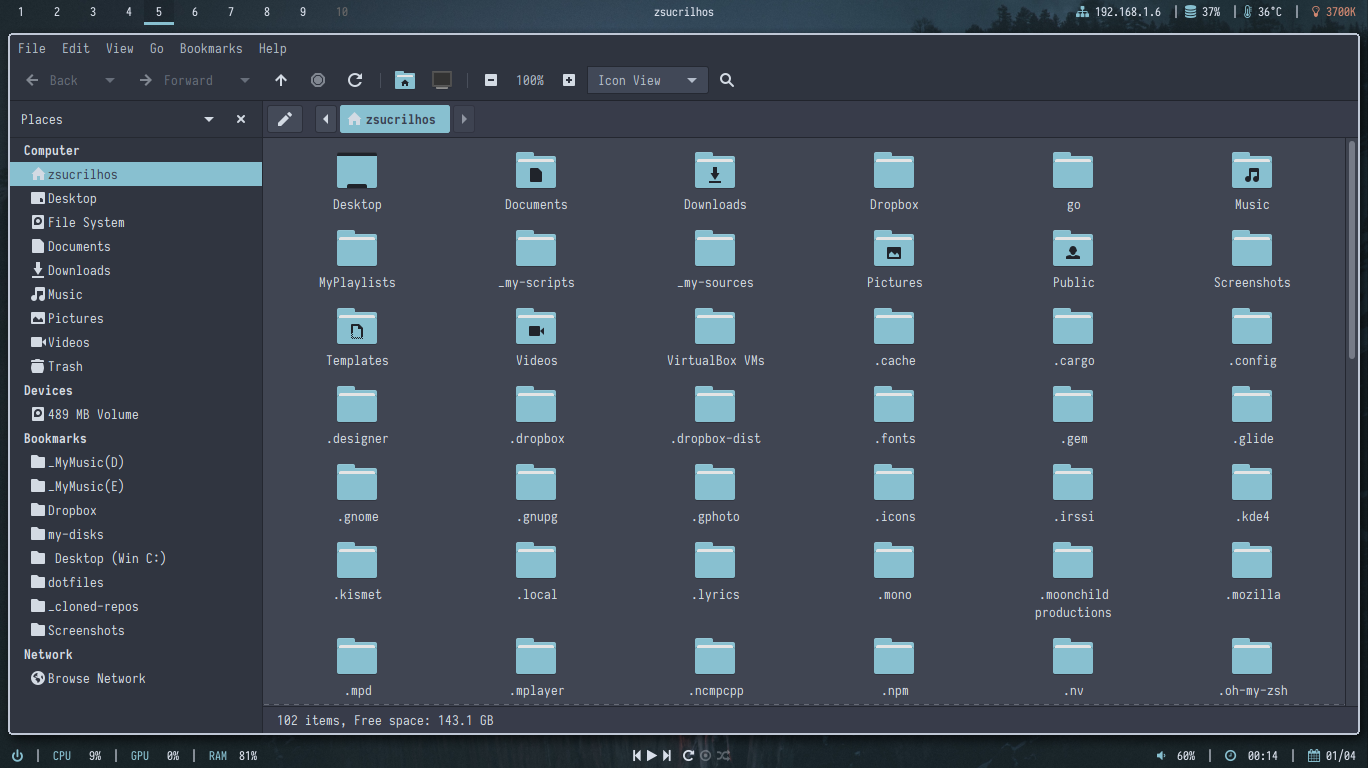 1 2 3 4 5 6 7 8 9 10 zsucrilhos 192.168.1.6 | 37% | 36°C | 3700K
File Edit View Go Bookmarks Help
Back Forward 100% Icon View
Places
zsucrilhos
Computer
zsucrilhos
Desktop
File System
Documents
Downloads
Music
Pictures
Videos
Trash
Devices
489 MB Volume
Bookmarks
_MyMusic(D)
_MyMusic(E)
Dropbox
my-disks
Desktop (Win C:)
dotfiles
_cloned-repos
Screenshots
Network
Browse Network
Desktop Documents Downloads Dropbox go Music
MyPlaylists _my-scripts _my-sources Pictures Public Screenshots
Templates Videos VirtualBox VMs .cache .cargo .config
.designer .dropbox .dropbox-dist .fonts .gem .glide
.gnome .gnupg .gphoto .icons .irssi .kde4
.kismet .local .lyrics .mono .moonchild productions .mozilla
.mpd .mplayer .ncmpcpp .npm .nv .oh-my-zsh
102 items, Free space: 143.1 GB
| CPU 9% | GPU 0% | RAM 81% 60% | 00:14 | 01/04